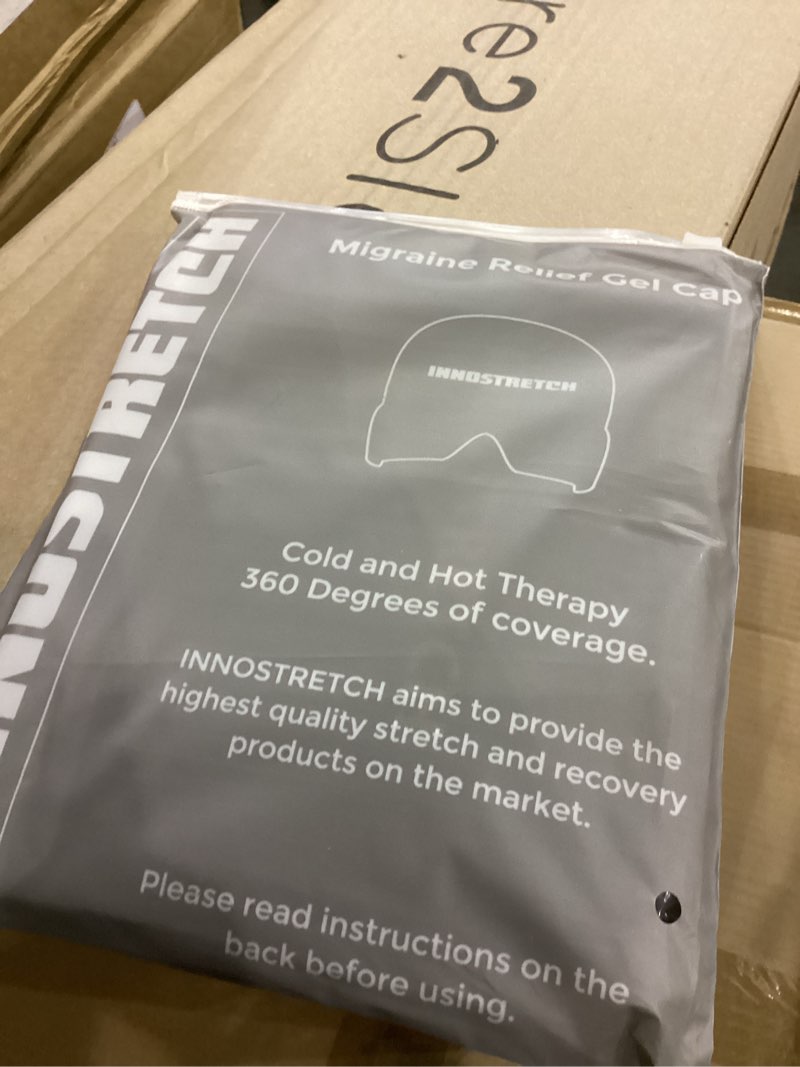 re2Sl
INNOSTRETCH
Migraine Relief Gel Cap
INNOSTRETCH
Cold and Hot Therapy
360 Degrees of coverage.
INNOSTRETCH aims to provide the
highest quality stretch and recovery
products on the market.
Please read instructions on the
back before using.